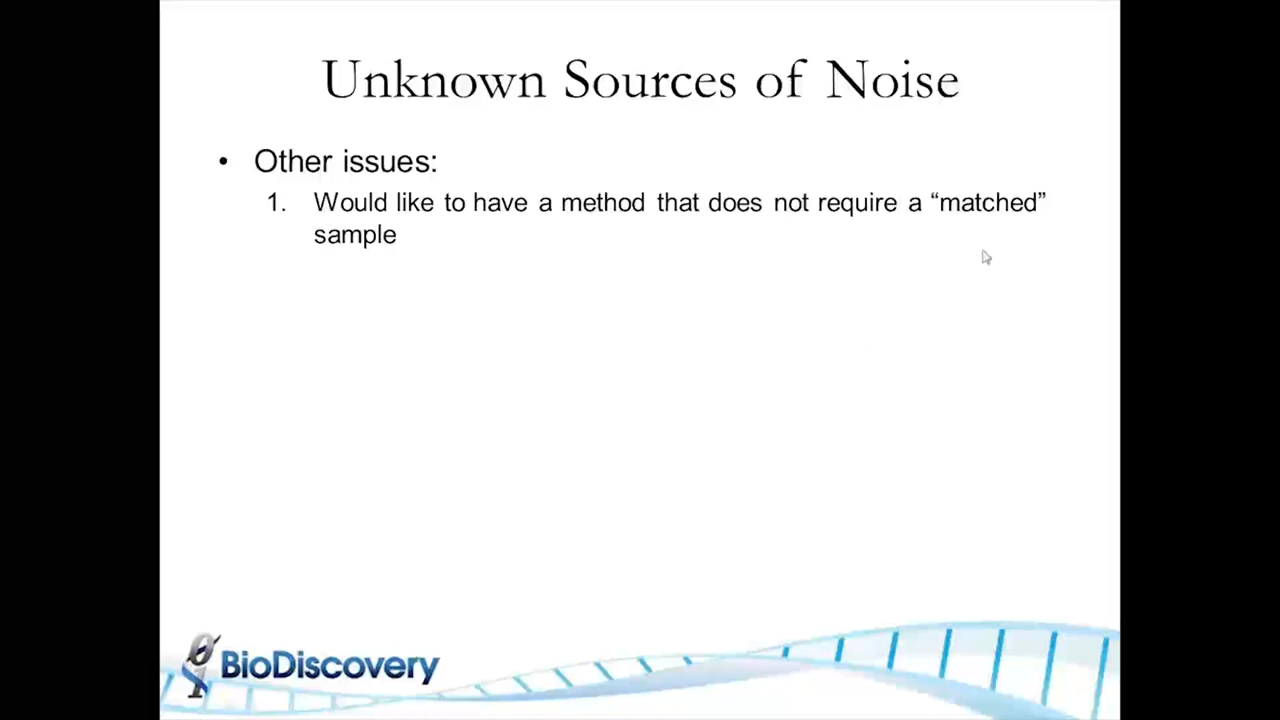 Unknown Sources of Noise
• Other issues:
1. Would like to have a method that does not require a “matched”
sample
BioDiscovery